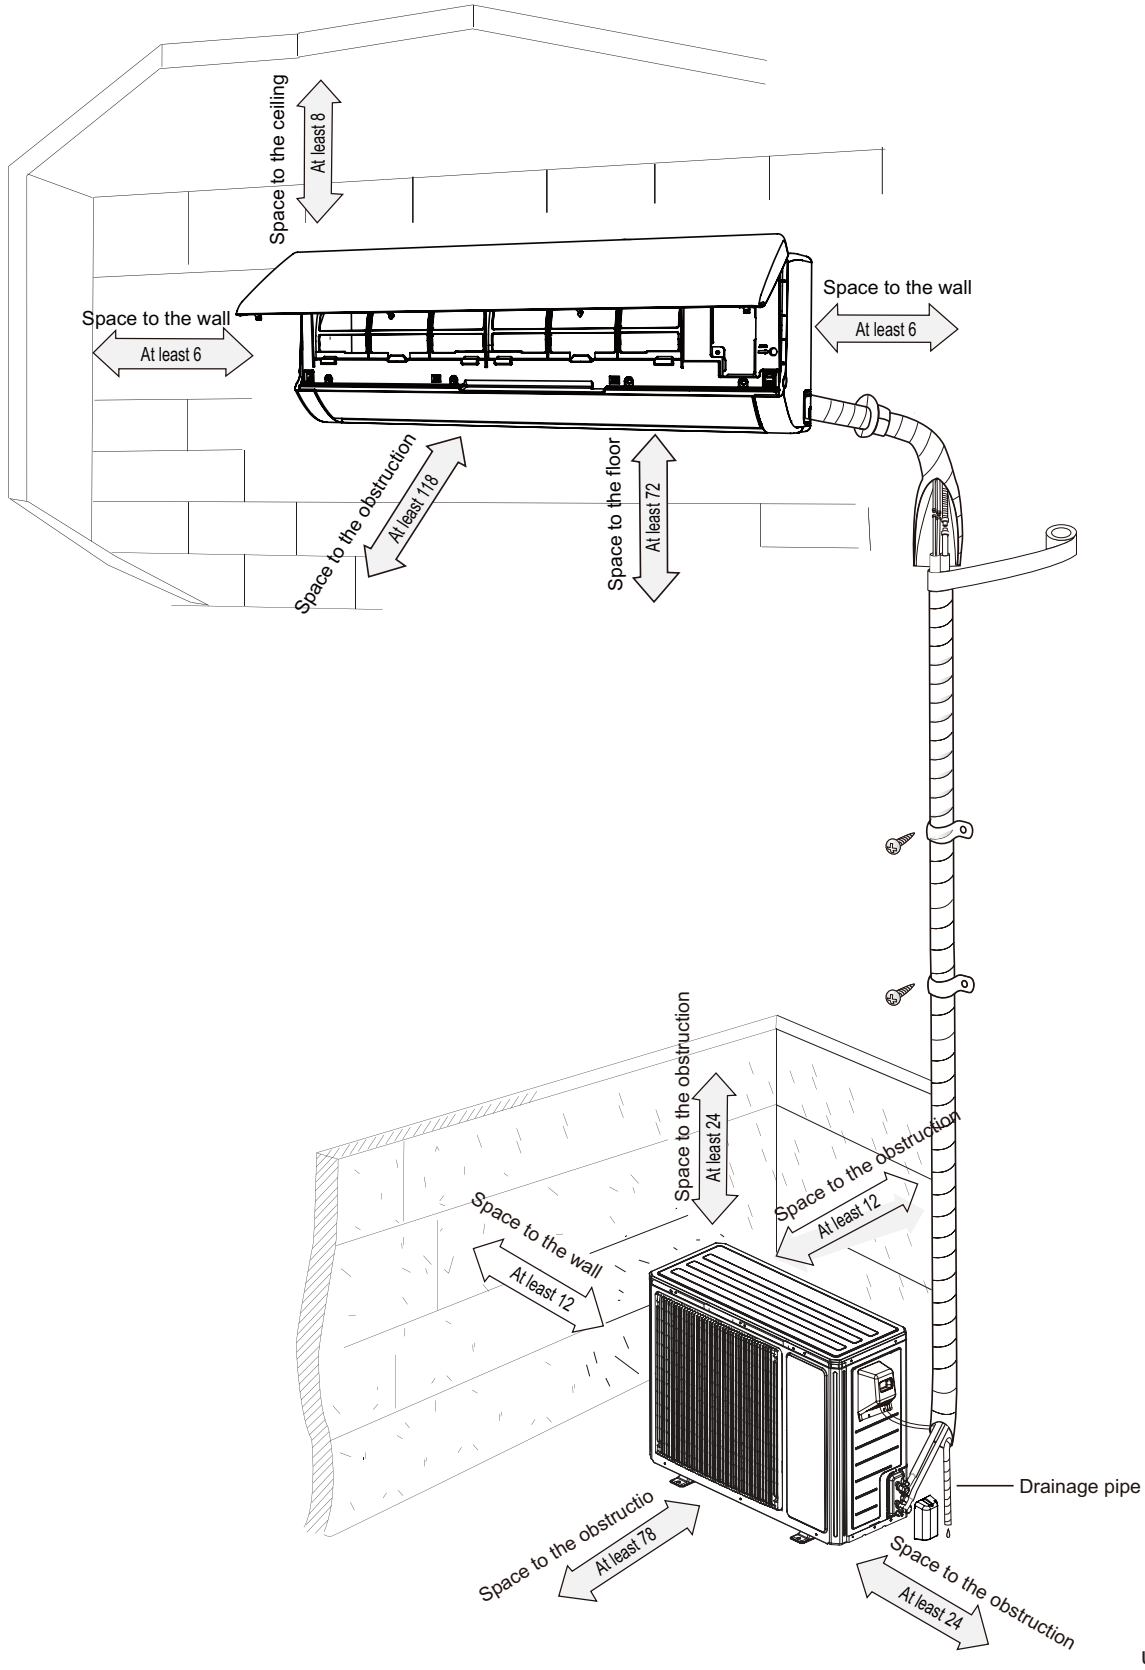 Space to the ceiling
At least 8
Space to the wall
At least 6
Space to the wall
At least 6
Space to the obstruction
At least 118
Space to the floor
At least 72
Space to the obstruction
At least 24
Space to the obstruction
At least 12
Space to the wall
At least 12
Drainage pipe
Space to the obstructio
At least 78
Space to the obstruction
At least 24